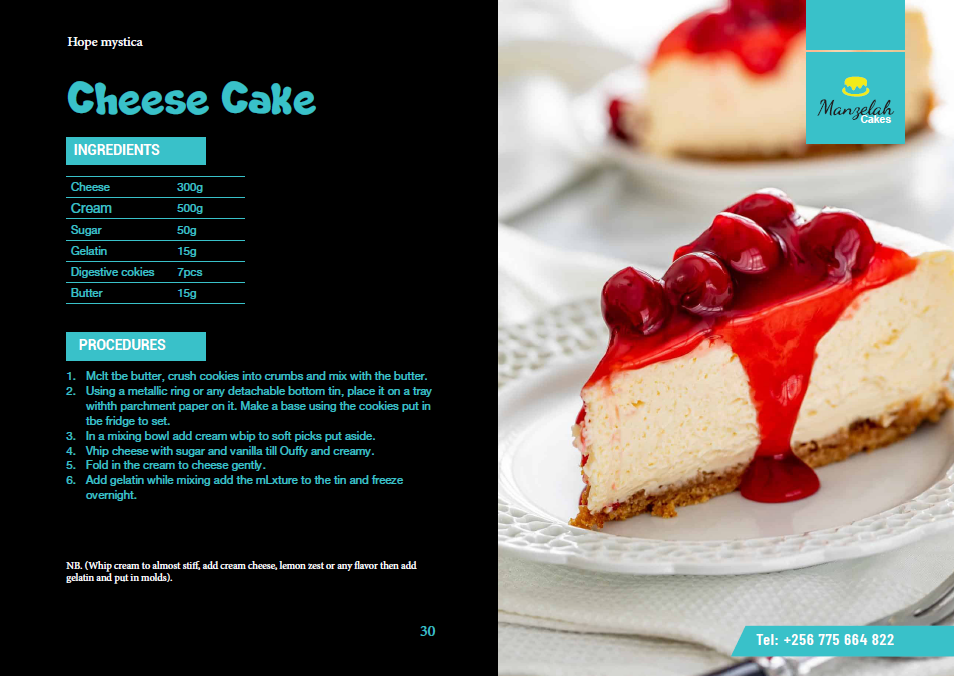 Hope mystica
Cheese Cake
INGREDIENTS
Cheese 300g
Cream 500g
Sugar 50g
Gelatin 15g
Digestive cokies 7pcs
Butter 15g
PROCEDURES
1. Mclt tbe butter, crush cookies into crumbs and mix with the butter.
2. Using a metallic ring or any detachable bottom tin, place it on a tray
withth parchment paper on it. Make a base using the cookies put in
tbe fridge to set.
3. In a mixing bowl add cream wbip to soft picks put aside.
4. Vhip cheese with sugar and vanilla till Ouffy and creamy.
5. Fold in the cream to cheese gently.
6. Add gelatin while mixing add the mLxture to the tin and freeze
overnight.
NB. (Whip cream to almost stiff, add cream cheese, lemon zest or any flavor then add
gelatin and put in molds).
30
Manzelah
Cakes
Tel: +256 775 664 822